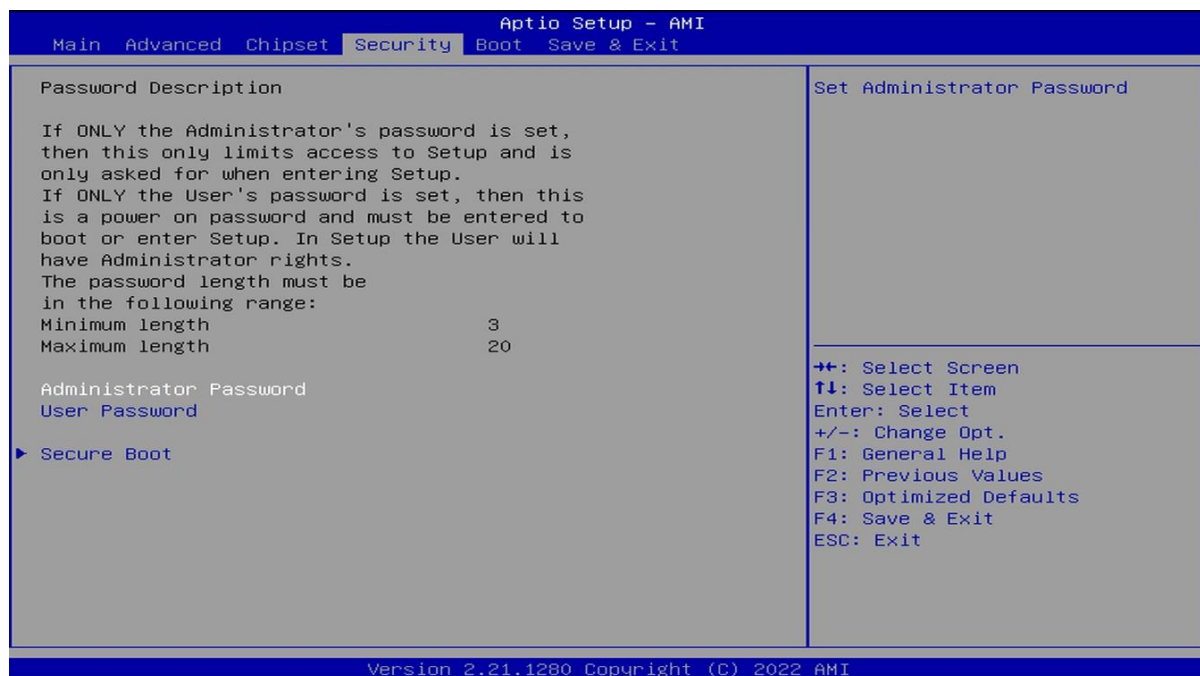 Aptio Setup – AMI
Main Advanced Chipset Security Boot Save & Exit
Password Description
If ONLY the Administrator's password is set,
then this only limits access to Setup and is
only asked for when entering Setup.
If ONLY the User's password is set, then this
is a power on password and must be entered to
boot or enter Setup. In Setup the User will
have Administrator rights.
The password length must be
in the following range:
Minimum length 3
Maximum length 20
Administrator Password
User Password
▶ Secure Boot
Set Administrator Password
→←: Select Screen
↑↓: Select Item
Enter: Select
+/-: Change Opt.
F1: General Help
F2: Previous Values
F3: Optimized Defaults
F4: Save & Exit
ESC: Exit
Version 2.21.1280 Copyright (C) 2022 AMI